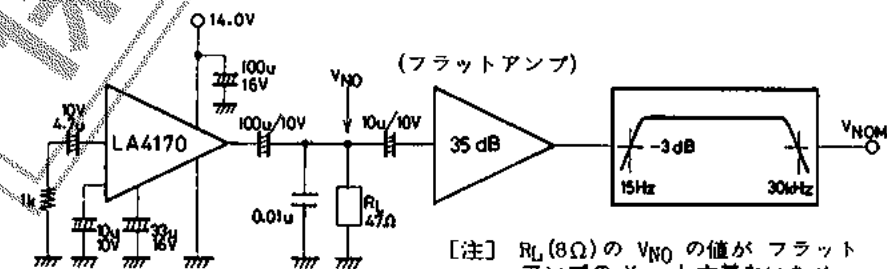 14.0V
100u
16V
(フラットアンプ)
VNO
10V
4.7u
100u/10V
10u/10V
LA4170
35 dB
-3dB
VNOM
15Hz
30kHz
1k
10u
10V
33u
16V
0.01u
RL
47Ω
[注] RL(8Ω)の VNO の値が フラット